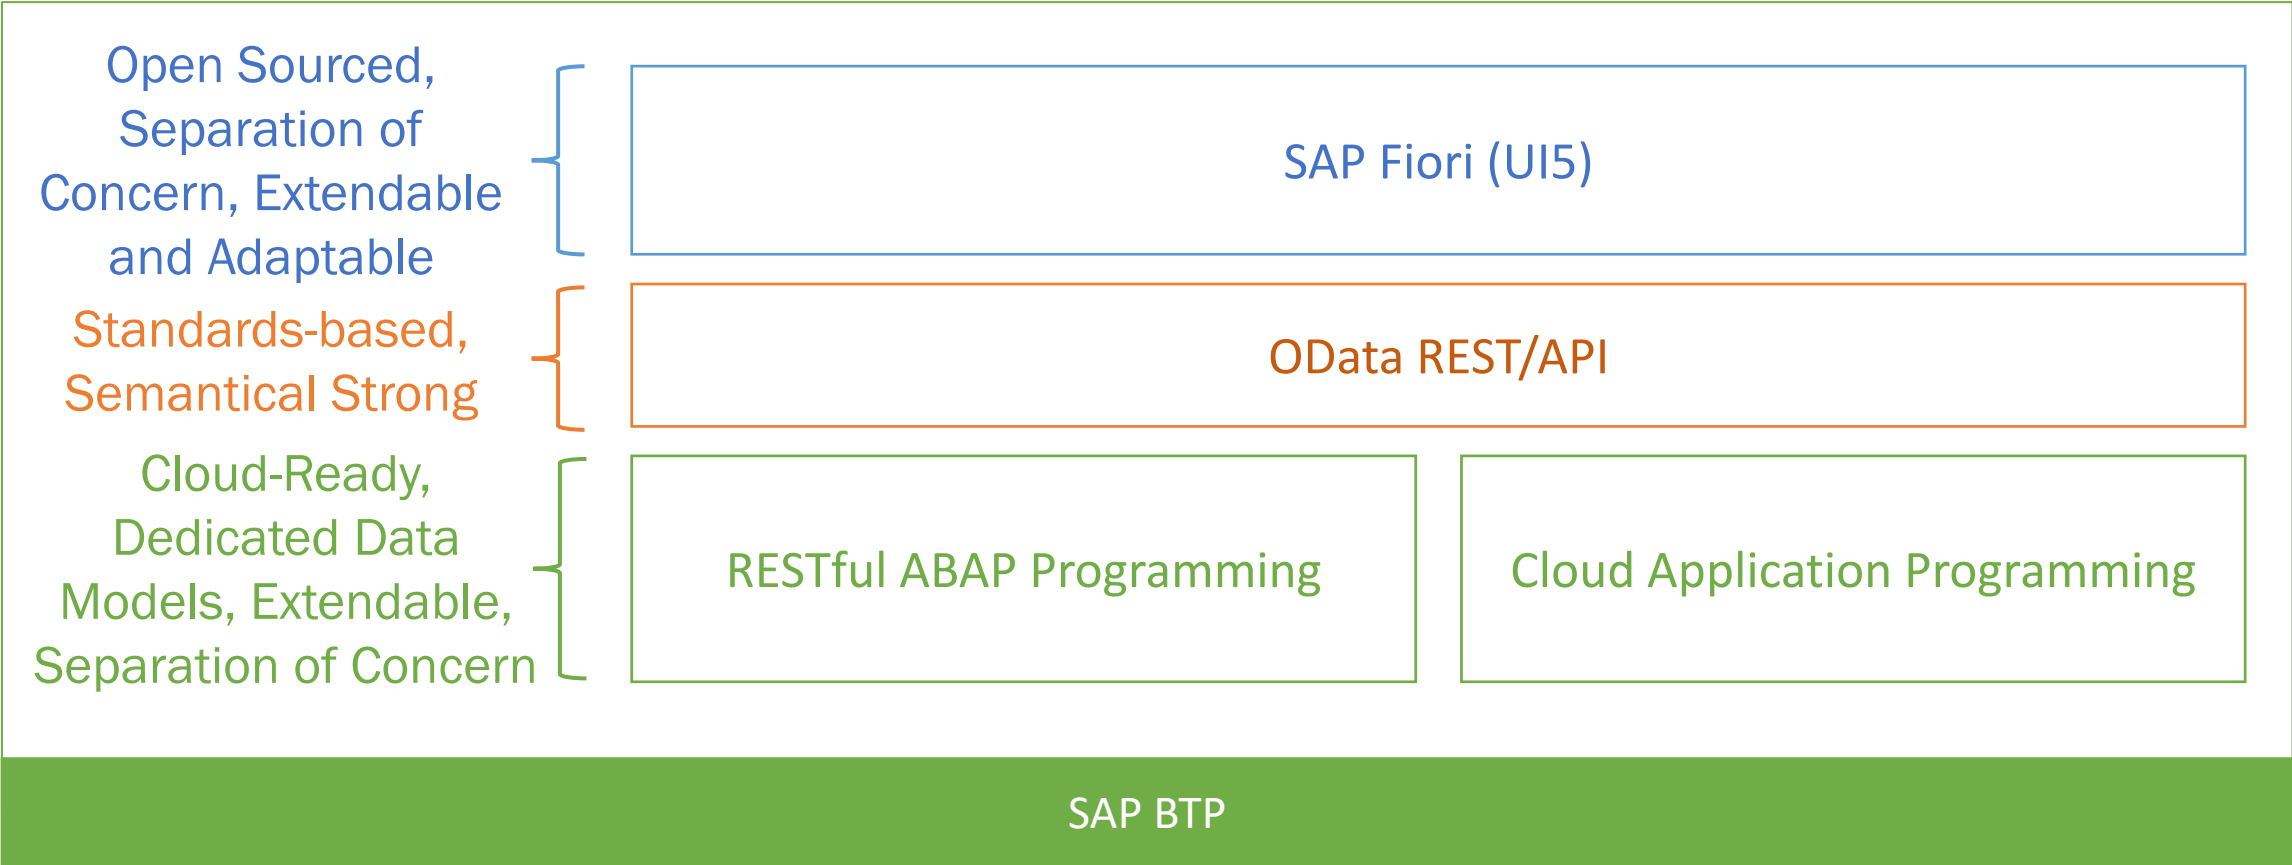 Open Sourced,
Separation of
Concern, Extendable
and Adaptable
SAP Fiori (UI5)
Standards-based,
Semantical Strong
OData REST/API
Cloud-Ready,
Dedicated Data
Models, Extendable,
Separation of Concern
RESTful ABAP Programming
Cloud Application Programming
SAP BTP